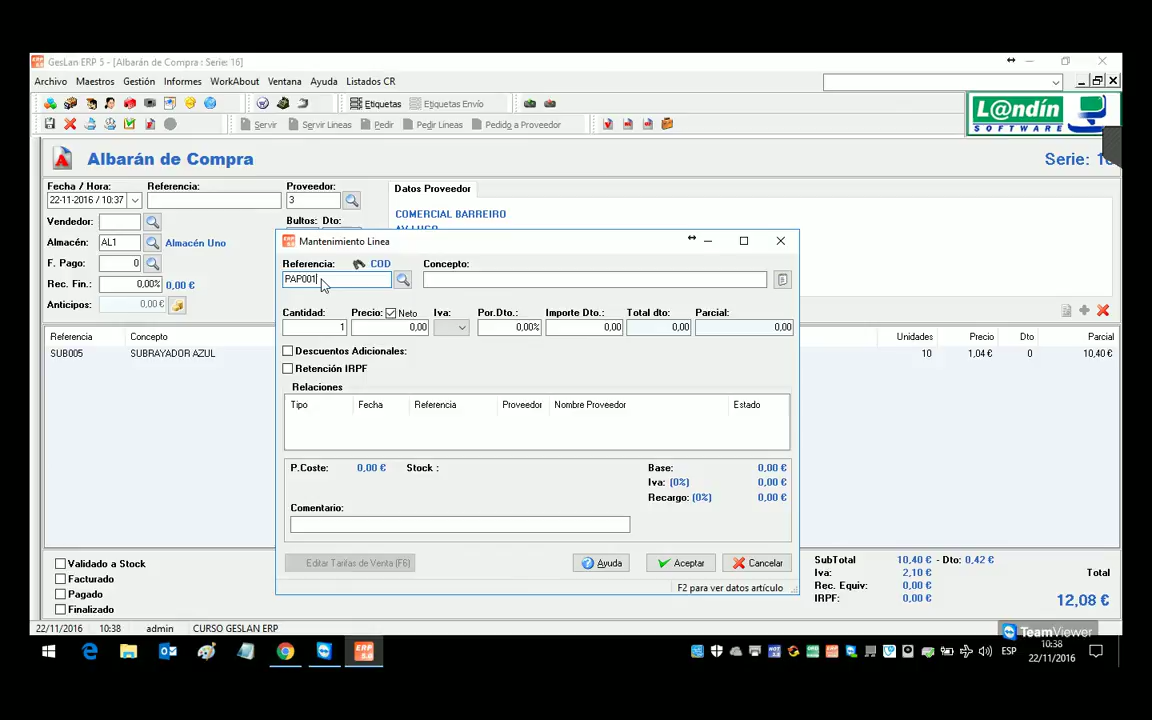 GesLan ERP 5 - [Albarán de Compra : Serie: 16]
Archivo Maestros Gestión Informes WorkAbout Ventana Ayuda Listados CR
Etiquetas Etiquetas Envío
Servir Servir Lineas Pedir Pedir Lineas Pedido a Proveedor
L@ndín
SOFTWARE
Albarán de Compra
Serie:
Fecha / Hora: Referencia: Proveedor
22-11-2016 / 10:37 3
Datos Proveedor
Vendedor: Bultos: Dto:
COMERCIAL BARREIRO
Almacén: AL1 Almacén Uno
F. Pago: 0
Rec. Fin.: 0,00% 0,00 €
Anticipos: 0,00 €
Referencia Concepto Unidades Precio Dto Parcial
SUB005 SUBRAYADOR AZUL 10 1,04 € 0 10,40 €
Mantenimiento Linea
Referencia: COD Concepto:
PAP001
Cantidad: Precio: Neto Iva: Por.Dto.: Importe Dto.: Total dto: Parcial:
1 0,00 0,00% 0,00 0,00 0,00
Descuentos Adicionales:
Retención IRPF
Relaciones
Tipo Fecha Referencia Proveedor Nombre Proveedor Estado
P.Coste: 0,00 € Stock : Base: 0,00 €
Iva: (0%) 0,00 €
Recargo: (0%) 0,00 €
Comentario:
Editar Tarifas de Venta (F6) Ayuda Aceptar Cancelar
F2 para ver datos artículo
Validado a Stock
Facturado
Pagado
Finalizado
SubTotal 10,40 € - Dto: 0,42 €
Iva: 2,10 € Total
Rec. Equiv: 0,00 €
IRPF: 0,00 € 12,08 €
22/11/2016 10:38 admin CURSO GESLAN ERP
TeamViewer
ESP
10:38
22/11/2016